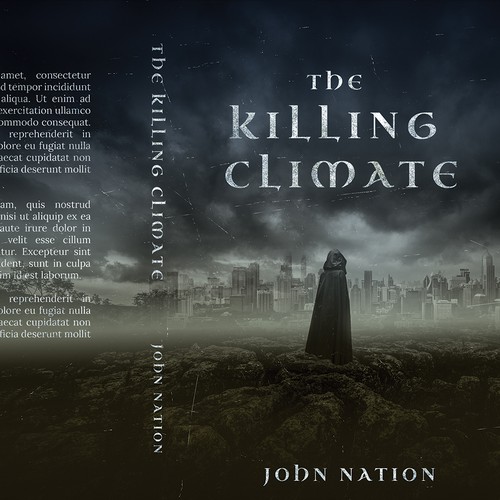 amet, consectetur
d tempor incididunt
aliqua. Ut enim ad
exercitation ullamco
ommodo consequat.
reprehenderit in
olore eu fugiat nulla
aecat cupidatat non
ficia deserunt mollit
am, quis nostrud
nisi ut aliquip ex ea
aute irure dolor in
velit esse cillum
tur. Excepteur sint
dent, sunt in culpa
im id est laborum.
reprehenderit in
olore eu fugiat nulla
aecat cupidatat non
ficia deserunt mollit
THE KILLING CLIMATE
JOHN NATION
THE
KILLING
CLIMATE
JOHN NATION